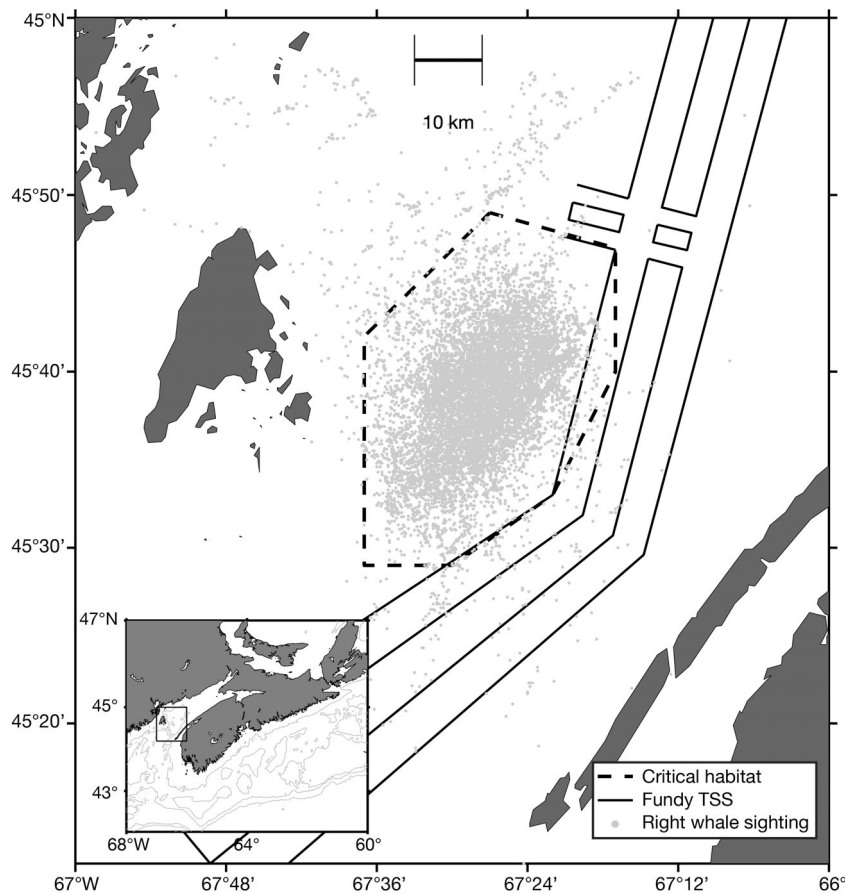 45°N
10 km
45°50'
45°40'
45°30'
45°20'
47°N
45°
43°
68°W
64°
60°
Critical habitat
Fundy TSS
Right whale sighting
67°W
67°48'
67°36'
67°24'
67°12'
66°